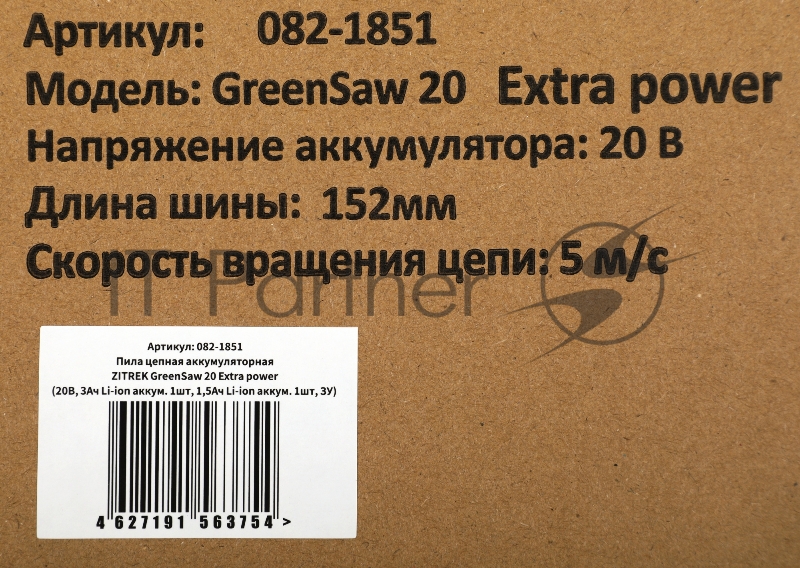 Артикул: 082-1851
Модель: GreenSaw 20 Extra power
Напряжение аккумулятора: 20 В
Длина шины: 152мм
Скорость вращения цепи: 5 м/с
IT Partner
Артикул: 082-1851
Пила цепная аккумуляторная
ZITREK GreenSaw 20 Extra power
(20В, 3Ач Li-ion аккум. 1шт, 1,5Ач Li-ion аккум. 1шт, ЗУ)
4 627191 563754 >